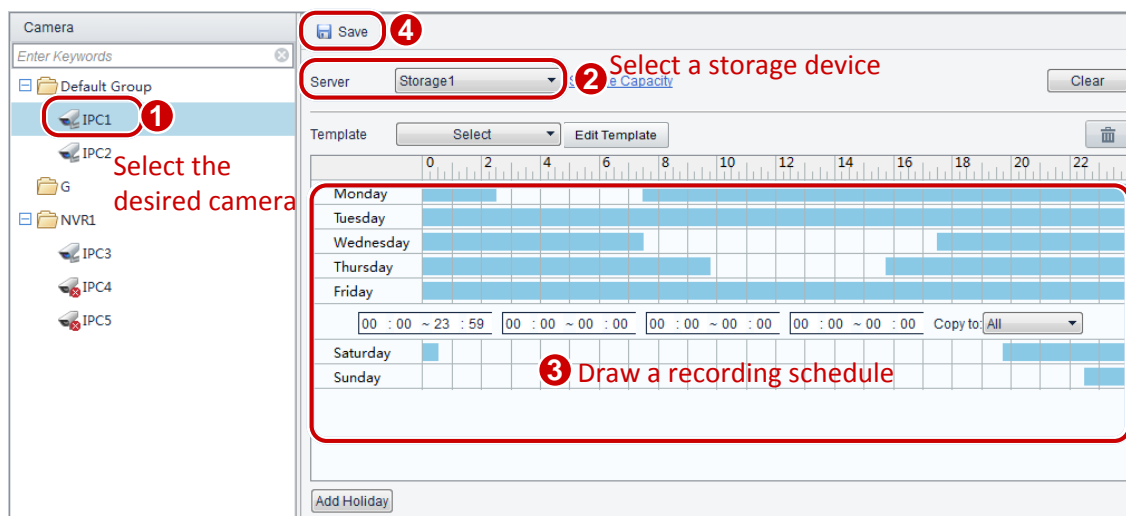 Camera
Enter Keywords
Default Group
IPC1
1
IPC2
Select the
desired camera
G
NVR1
IPC3
IPC4
IPC5
Save
4
Server
Storage1
2
Select a storage device
Capacity
Clear
Template
Select
Edit Template
0 2 4 6 8 10 12 14 16 18 20 22
Monday
Tuesday
Wednesday
Thursday
Friday
00 : 00 ~ 23 : 59 00 : 00 ~ 00 : 00 00 : 00 ~ 00 : 00 00 : 00 ~ 00 : 00 Copy to: All
Saturday
Sunday
3 Draw a recording schedule
Add Holiday